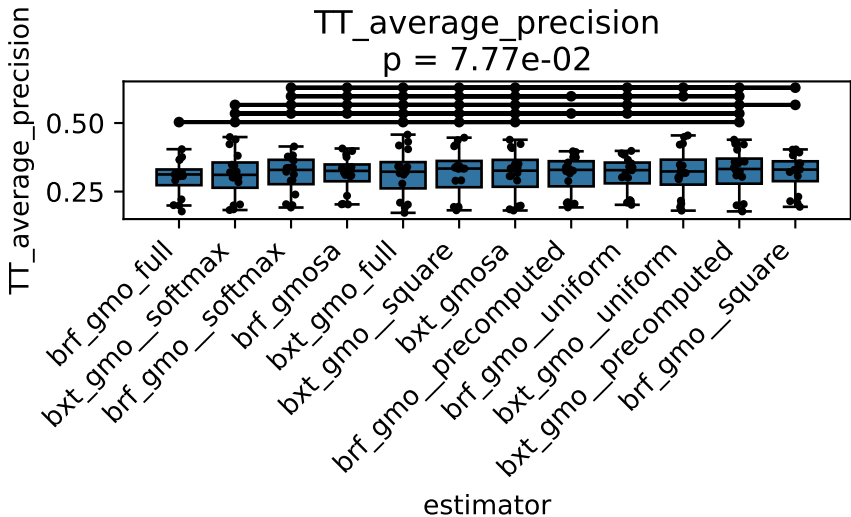 TT_average_precision
p = 7.77e-02
TT_average_precision
0.50
0.25
brf_gmo_full
bxt_gmo__softmax
brf_gmo__softmax
brf_gmosa
bxt_gmo_full
bxt_gmo__square
bxt_gmosa
brf_gmo__precomputed
brf_gmo__uniform
bxt_gmo__uniform
bxt_gmo__precomputed
brf_gmo__square
estimator